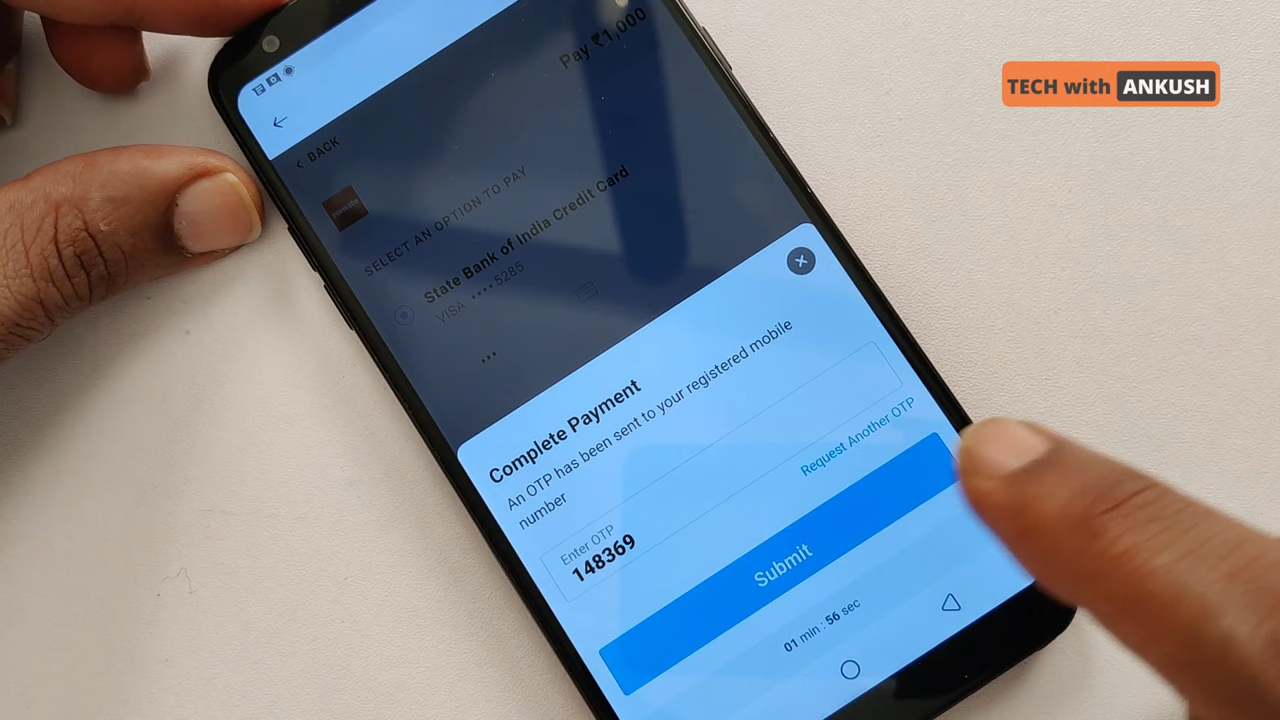 TECH with ANKUSH
Pay ₹1,000
< BACK
zomato
SELECT AN OPTION TO PAY
State Bank of India Credit Card
VISA •••• 5285
•••
Complete Payment
An OTP has been sent to your registered mobile
number
Enter OTP
148369
Request Another OTP
Submit
01 min : 56 sec